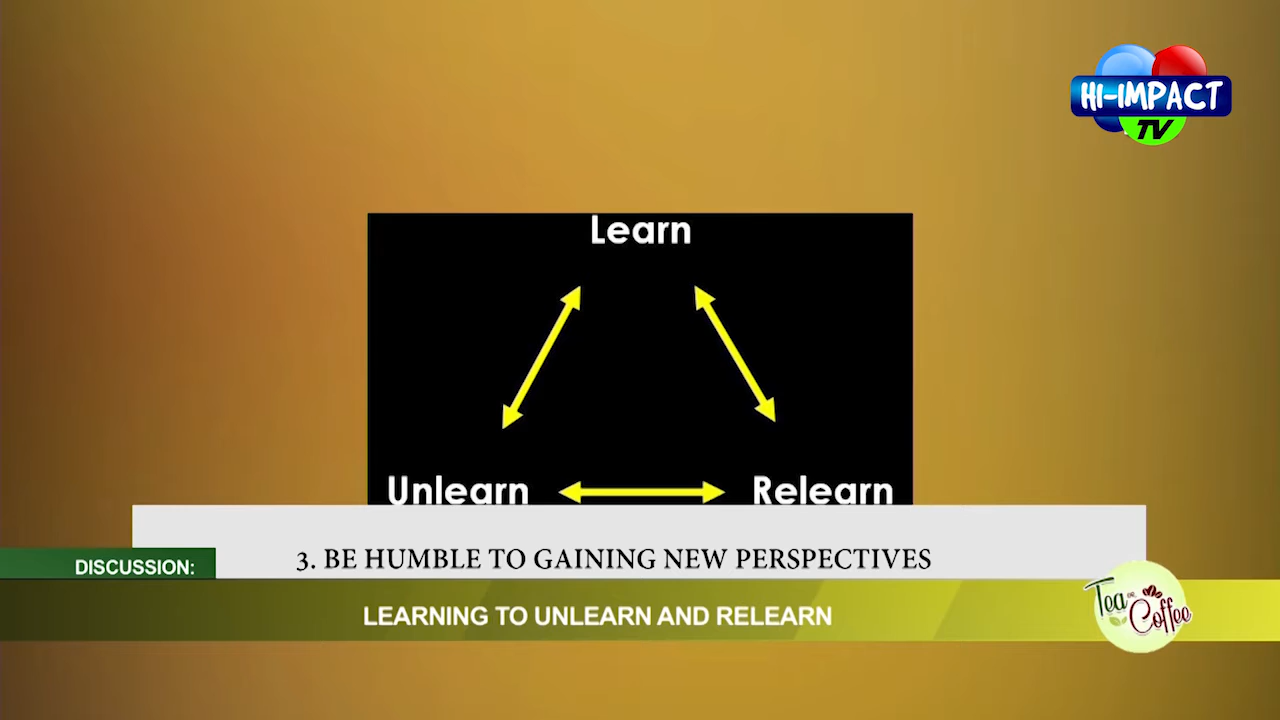 HI-IMPACT
TV
Learn
Unlearn
Relearn
3. BE HUMBLE TO GAINING NEW PERSPECTIVES
DISCUSSION:
LEARNING TO UNLEARN AND RELEARN
Tea
OR
Coffee